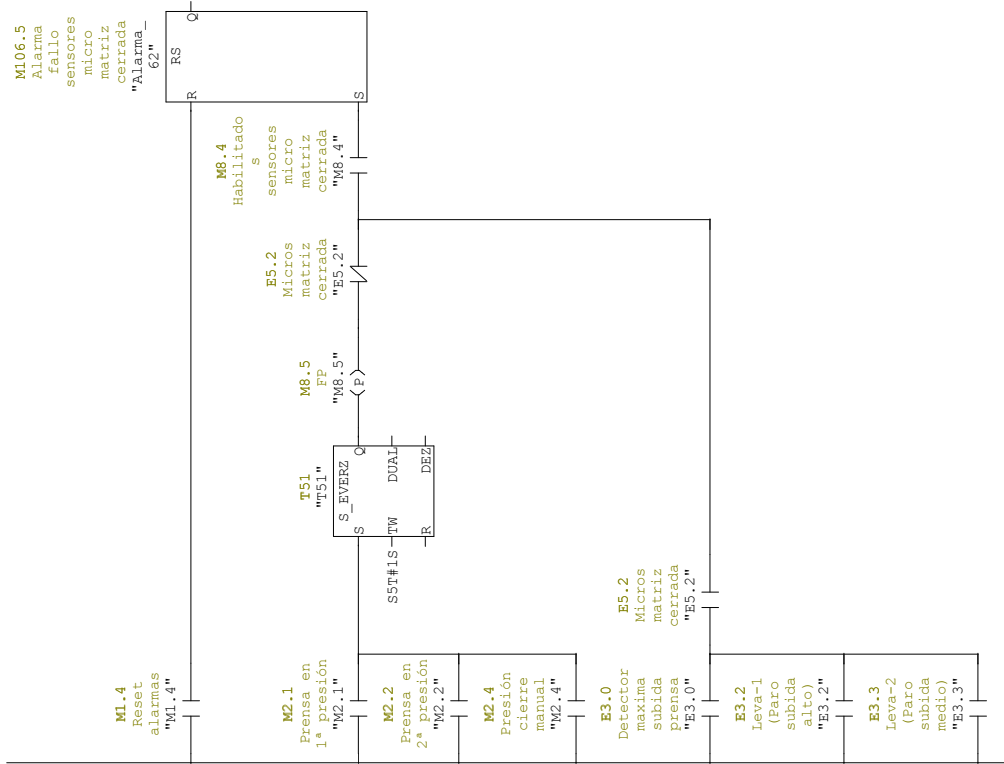 M106.5
Alarma
fallo
sensores
micro
matriz
cerrada
"Alarma_
62"
RS
R
Q
S
M1.4
Reset
alarmas
"M1.4"
M8.4
Habilitado
s
sensores
micro
matriz
cerrada
"M8.4"
M2.1
Prensa en
1ª presión
"M2.1"
T51
"T51"
S_EVERZ
S
Q
S5T#1S
TW
DUAL
R
DEZ
M8.5
FP
"M8.5"
P
E5.2
Micros
matriz
cerrada
"E5.2"
M2.2
Prensa en
2ª presión
"M2.2"
M2.4
Presión
cierre
manual
"M2.4"
E3.0
Detector
maxima
subida
prensa
"E3.0"
E5.2
Micros
matriz
cerrada
"E5.2"
E3.2
Leva-1
(Paro
subida
alto)
"E3.2"
E3.3
Leva-2
(Paro
subida
medio)
"E3.3"